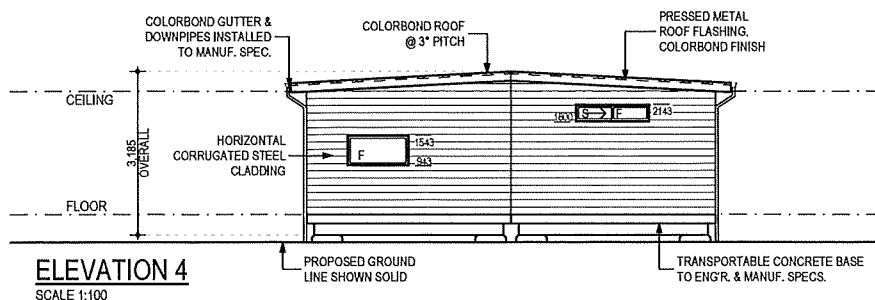 COLORBOND GUTTER &
DOWNPIPES INSTALLED
TO MANUF. SPEC.
COLORBOND ROOF
@ 3° PITCH
PRESSED METAL
ROOF FLASHING,
COLORBOND FINISH
CEILING
1800
S
F
2143
3,185
OVERALL
HORIZONTAL
CORRUGATED STEEL
CLADDING
F
1543
943
FLOOR
ELEVATION 4
SCALE 1:100
PROPOSED GROUND
LINE SHOWN SOLID
TRANSPORTABLE CONCRETE BASE
TO ENG'R. & MANUF. SPECS.